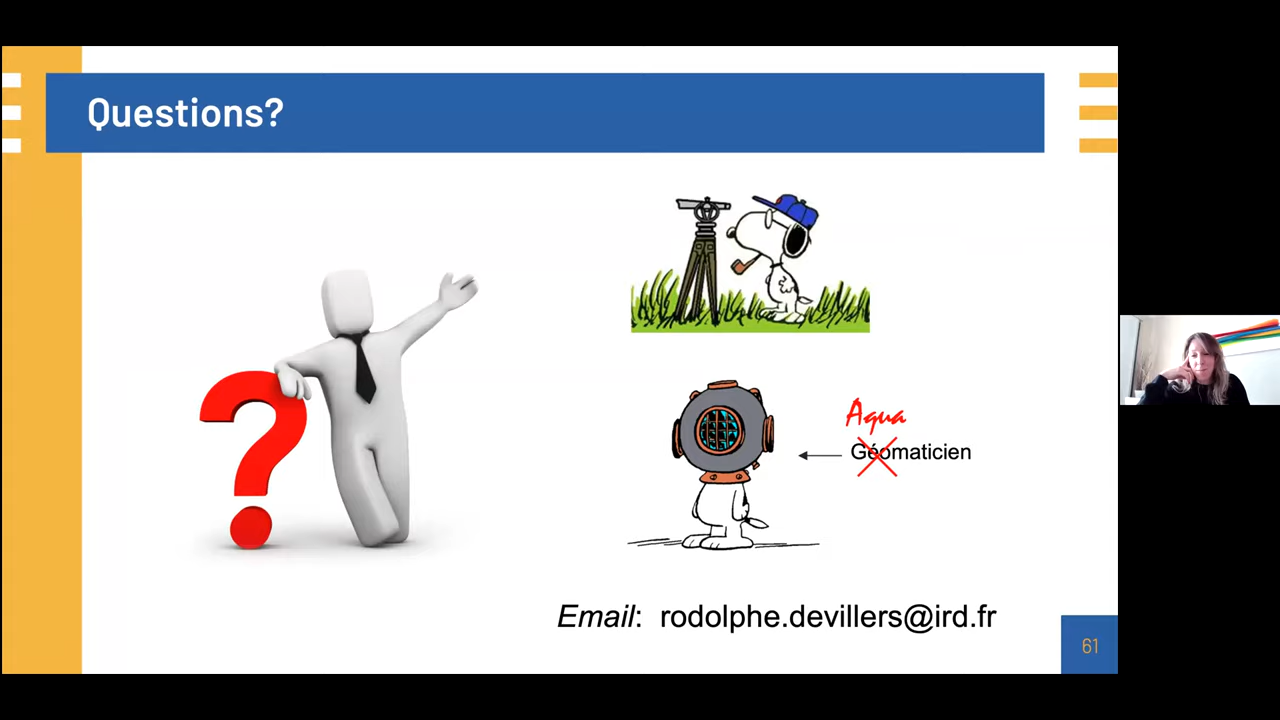 Questions?
Aqua
Géomaticien
Email: rodolphe.devillers@ird.fr
61